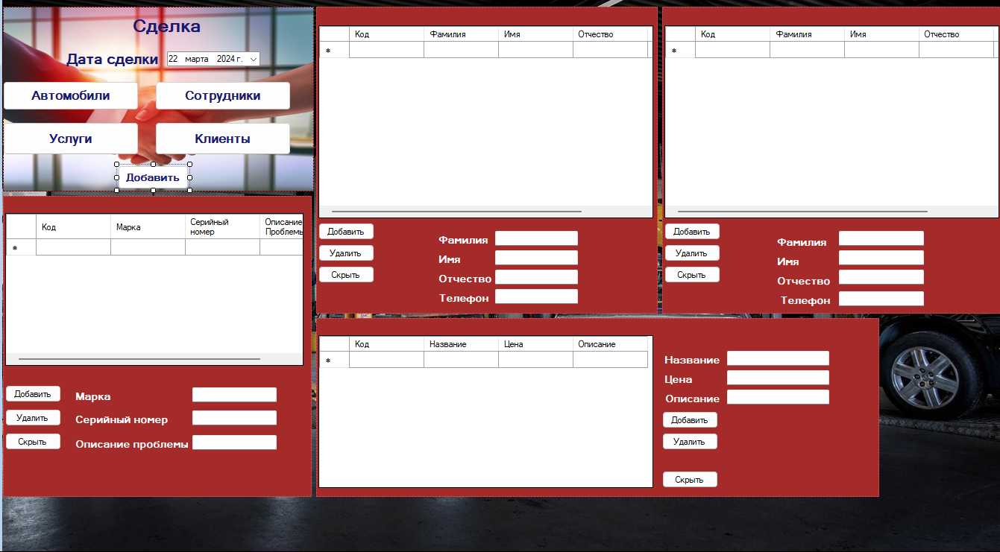 Сделка
Дата сделки 22 марта 2024 г.
Автомобили Сотрудники
Услуги Клиенты
Добавить
Код Фамилия Имя Отчество
Добавить
Удалить
Скрыть
Фамилия
Имя
Отчество
Телефон
Код Фамилия Имя Отчество
Добавить
Удалить
Скрыть
Фамилия
Имя
Отчество
Телефон
Код Марка Серийный номер Описание Проблемы
Добавить
Удалить
Скрыть
Марка
Серийный номер
Описание проблемы
Код Название Цена Описание
Название
Цена
Описание
Добавить
Удалить
Скрыть